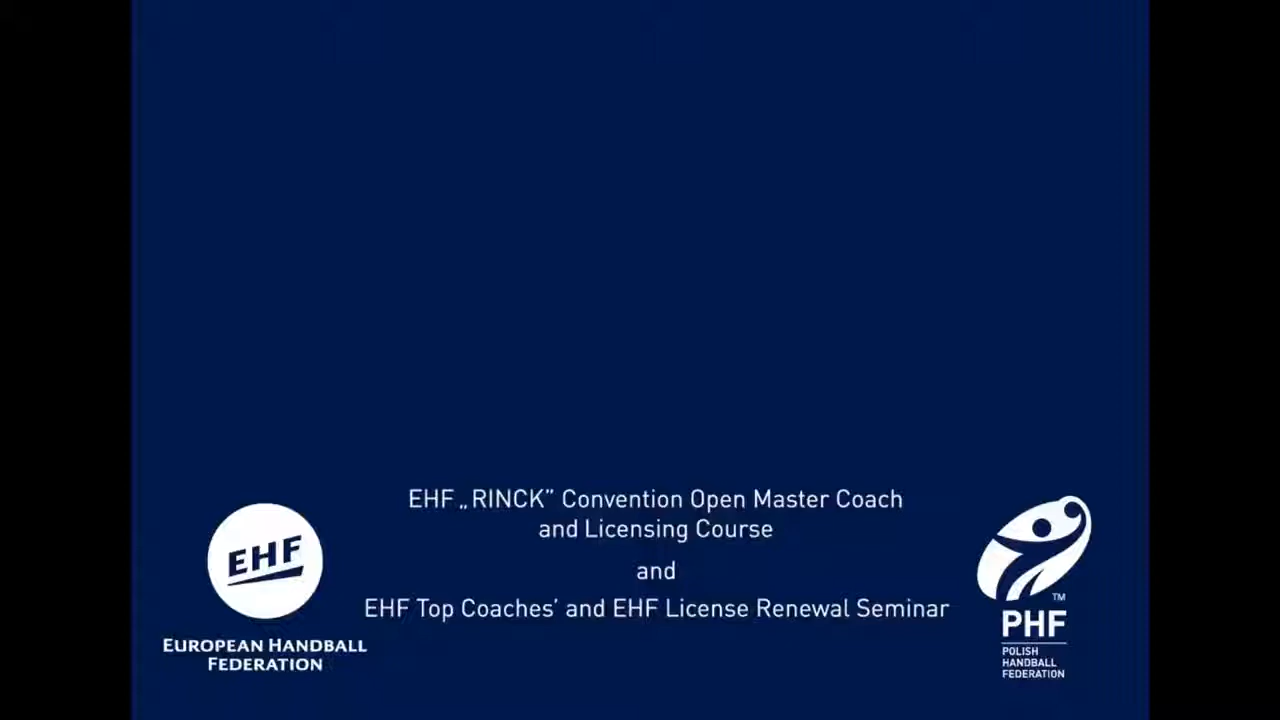 EHF „RINCK” Convention Open Master Coach
and Licensing Course
and
EHF Top Coaches’ and EHF License Renewal Seminar
EHF
EUROPEAN HANDBALL
FEDERATION
TM
PHF
POLISH
HANDBALL
FEDERATION